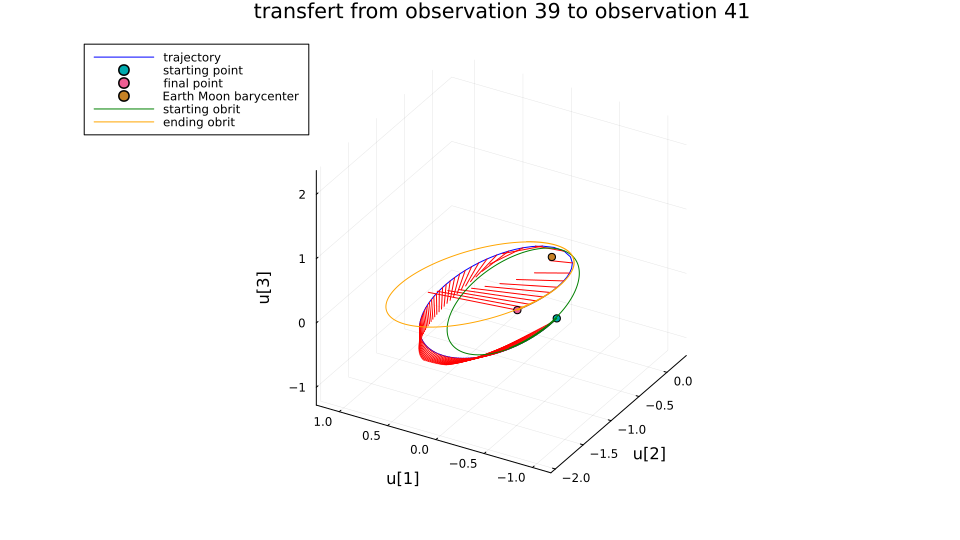 transfert from observation 39 to observation 41
trajectory
starting point
final point
Earth Moon barycenter
starting obrit
ending obrit
2
1
0
−1
u[3]
1.0
0.5
0.0
−0.5
−1.0
u[1]
0.0
−0.5
−1.0
−1.5
−2.0
u[2]